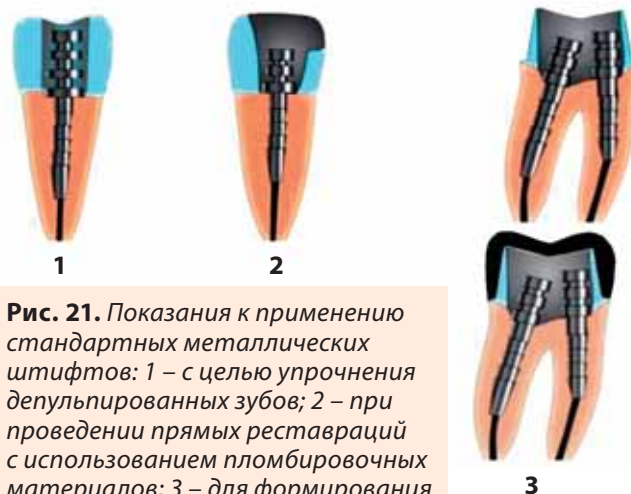 1
2
Рис. 21. Показания к применению
стандартных металлических
штифтов: 1 – с целью упрочнения
депульпированных зубов; 2 – при
проведении прямых реставраций
с использованием пломбировочных
материалов; 3 – для формирования
3